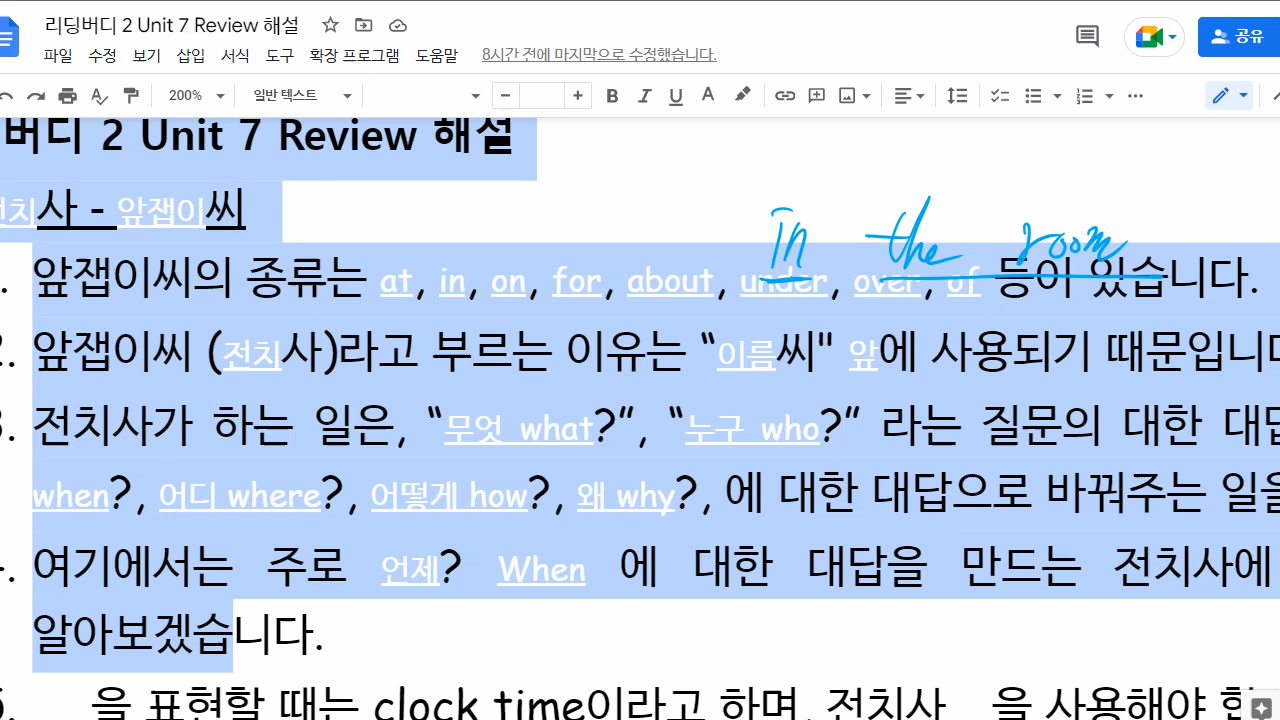 리딩버디 2 Unit 7 Review 해설
파일 수정 보기 삽입 서식 도구 확장 프로그램 도움말 8시간 전에 마지막으로 수정했습니다.
공유
200% 일반 텍스트
버디 2 Unit 7 Review 해설
전치사 - 앞잽이씨
in the room
앞잽이씨의 종류는 at, in, on, for, about, under, over, of 등이 있습니다.
앞잽이씨 (전치사)라고 부르는 이유는 “이름씨" 앞에 사용되기 때문입니다
3. 전치사가 하는 일은, “무엇 what?”, “누구 who?” 라는 질문의 대한 대답
when?, 어디 where?, 어떻게 how?, 왜 why?, 에 대한 대답으로 바꿔주는 일을
여기에서는 주로 언제? When 에 대한 대답을 만드는 전치사에
알아보겠습니다.
을 표현할 때는 clock time이라고 하며, 전치사 을 사용해야 한